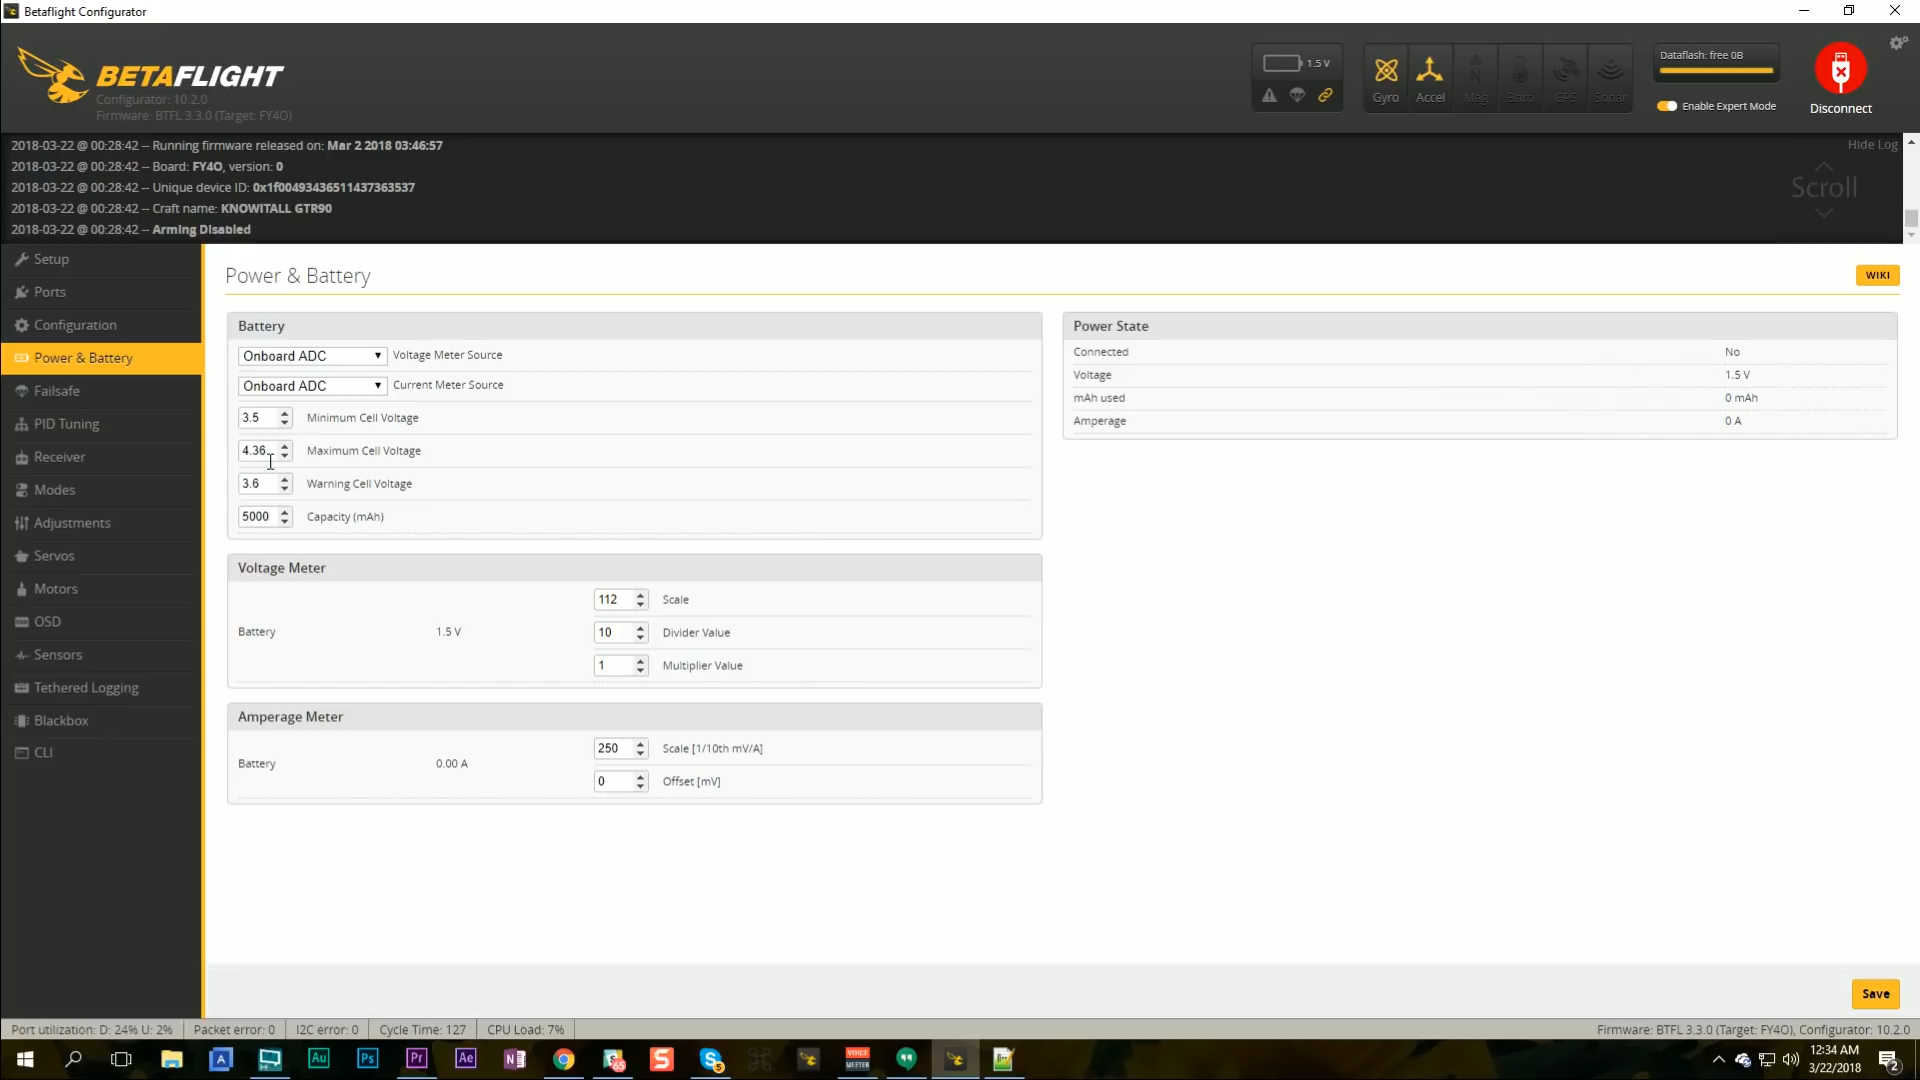 Betaflight Configurator
BETAFLIGHT
Configurator: 10.2.0
Firmware: BTFL 3.3.0 (Target: FY4O)
1.5 V
Gyro
Accel
Mag
Baro
GPS
Sonar
Dataflash: free 0B
Enable Expert Mode
Disconnect
2018-03-22 @ 00:28:42 -- Running firmware released on: Mar 2 2018 03:46:57
2018-03-22 @ 00:28:42 -- Board: FY4O, version: 0
2018-03-22 @ 00:28:42 -- Unique device ID: 0x1f0049343651143736​3537
2018-03-22 @ 00:28:42 -- Craft name: KNOWITALL GTR90
2018-03-22 @ 00:28:42 -- Arming Disabled
Hide Log
Scroll
Setup
Ports
Configuration
Power & Battery
Failsafe
PID Tuning
Receiver
Modes
Adjustments
Servos
Motors
OSD
Sensors
Tethered Logging
Blackbox
CLI
Power & Battery
WIKI
Battery
Onboard ADC Voltage Meter Source
Onboard ADC Current Meter Source
3.5 Minimum Cell Voltage
4.36 Maximum Cell Voltage
3.6 Warning Cell Voltage
5000 Capacity (mAh)
Power State
Connected No
Voltage 1.5 V
mAh used 0 mAh
Amperage 0 A
Voltage Meter
Battery 1.5 V
112 Scale
10 Divider Value
1 Multiplier Value
Amperage Meter
Battery 0.00 A
250 Scale [1/10th mV/A]
0 Offset [mV]
Save
Port utilization: D: 24% U: 2% Packet error: 0 I2C error: 0 Cycle Time: 127 CPU Load: 7%
Firmware: BTFL 3.3.0 (Target: FY4O), Configurator: 10.2.0
A
Au
Ps
Pr
Ae
N
65
S
S
5
VOICE
MEETER
12:34 AM
3/22/2018
2